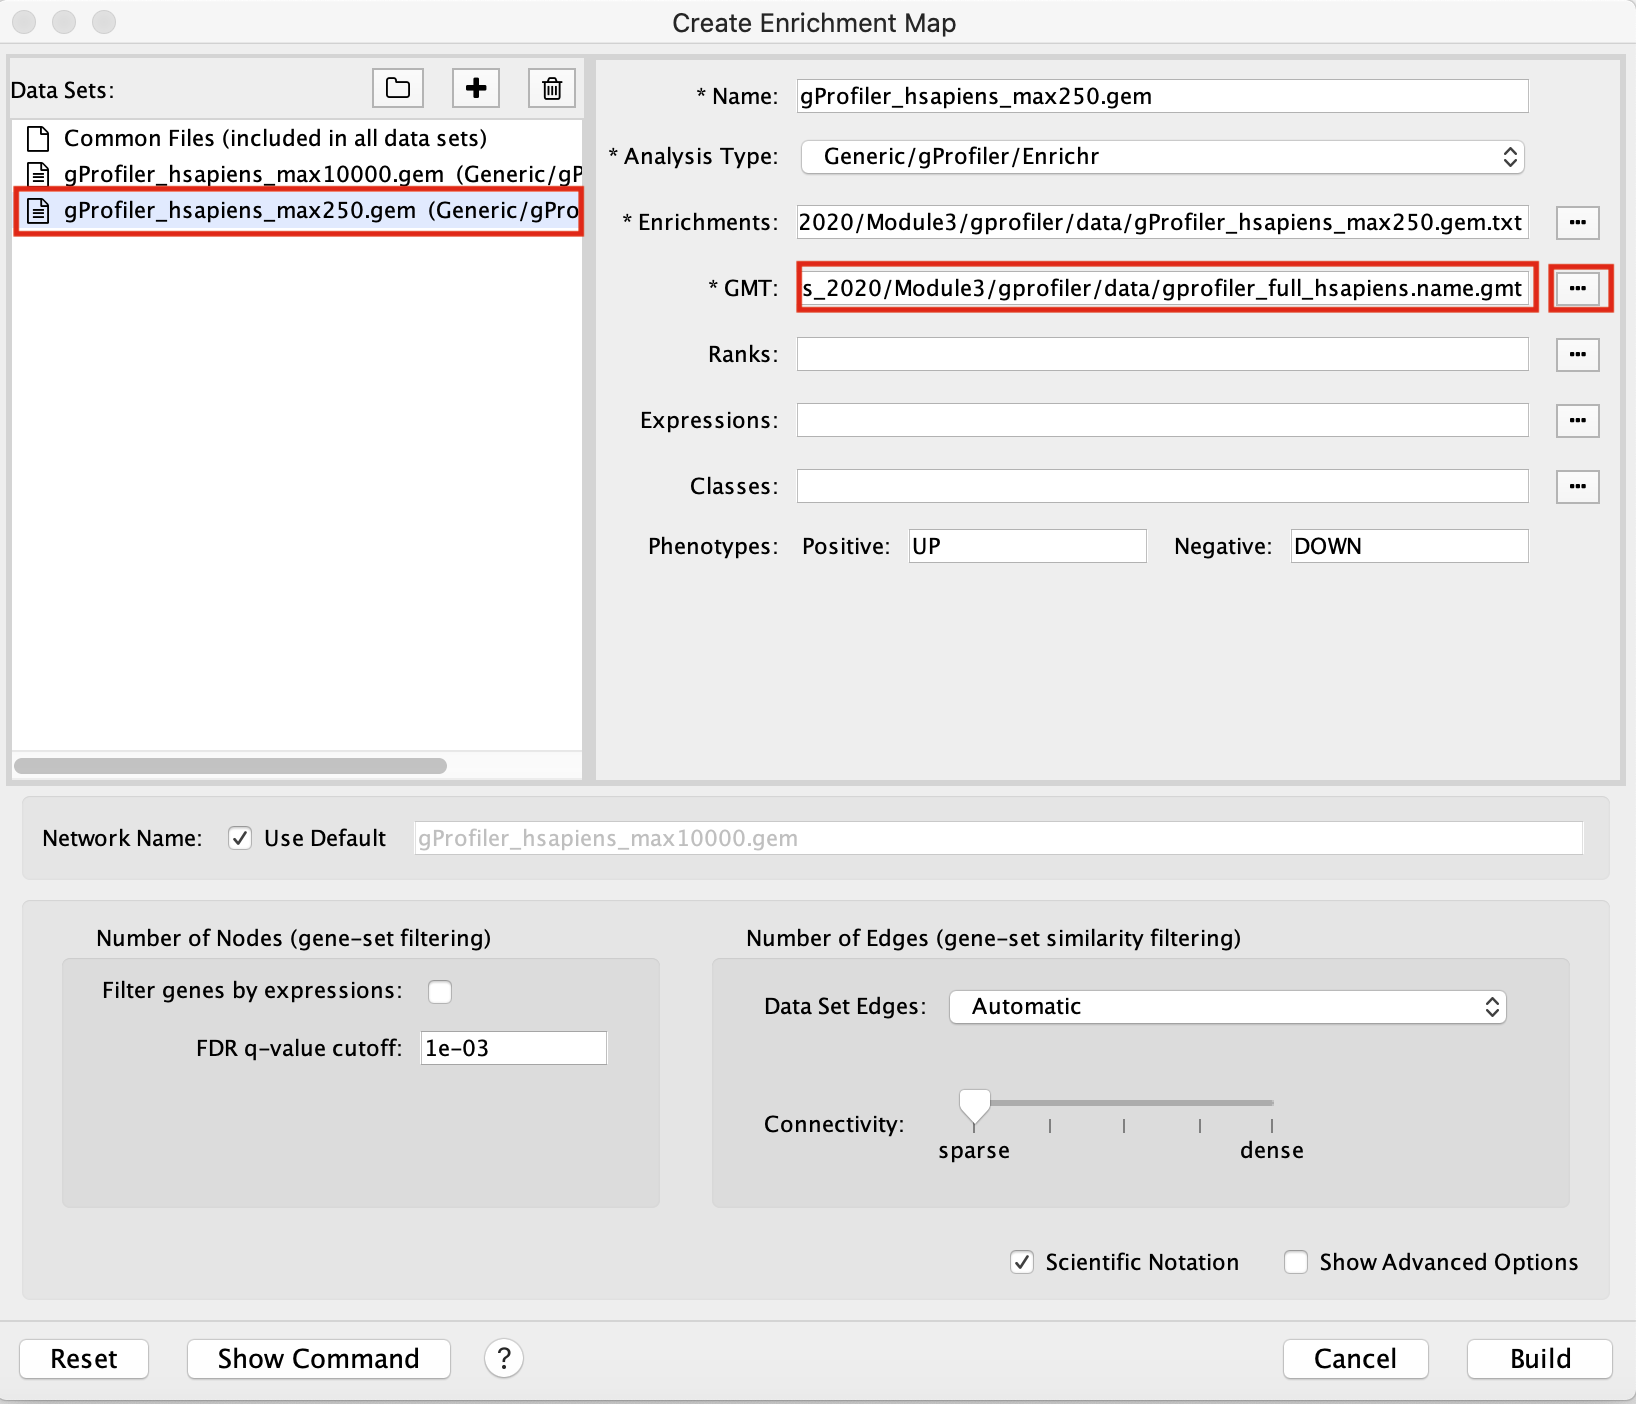 Create Enrichment Map
Data Sets:
Common Files (included in all data sets)
gProfiler_hsapiens_max10000.gem (Generic/gP
gProfiler_hsapiens_max250.gem (Generic/gPro
* Name: gProfiler_hsapiens_max250.gem
* Analysis Type: Generic/gProfiler/Enrichr
* Enrichments: 2020/Module3/gprofiler/data/gProfiler_hsapiens_max250.gem.txt ...
* GMT: s_2020/Module3/gprofiler/data/gprofiler_full_hsapiens.name.gmt ...
Ranks: ...
Expressions: ...
Classes: ...
Phenotypes: Positive: UP Negative: DOWN
Network Name: Use Default gProfiler_hsapiens_max10000.gem
Number of Nodes (gene-set filtering)
Filter genes by expressions:
FDR q-value cutoff: 1e-03
Number of Edges (gene-set similarity filtering)
Data Set Edges: Automatic
Connectivity:
sparse dense
Scientific Notation Show Advanced Options
Reset Show Command ? Cancel Build